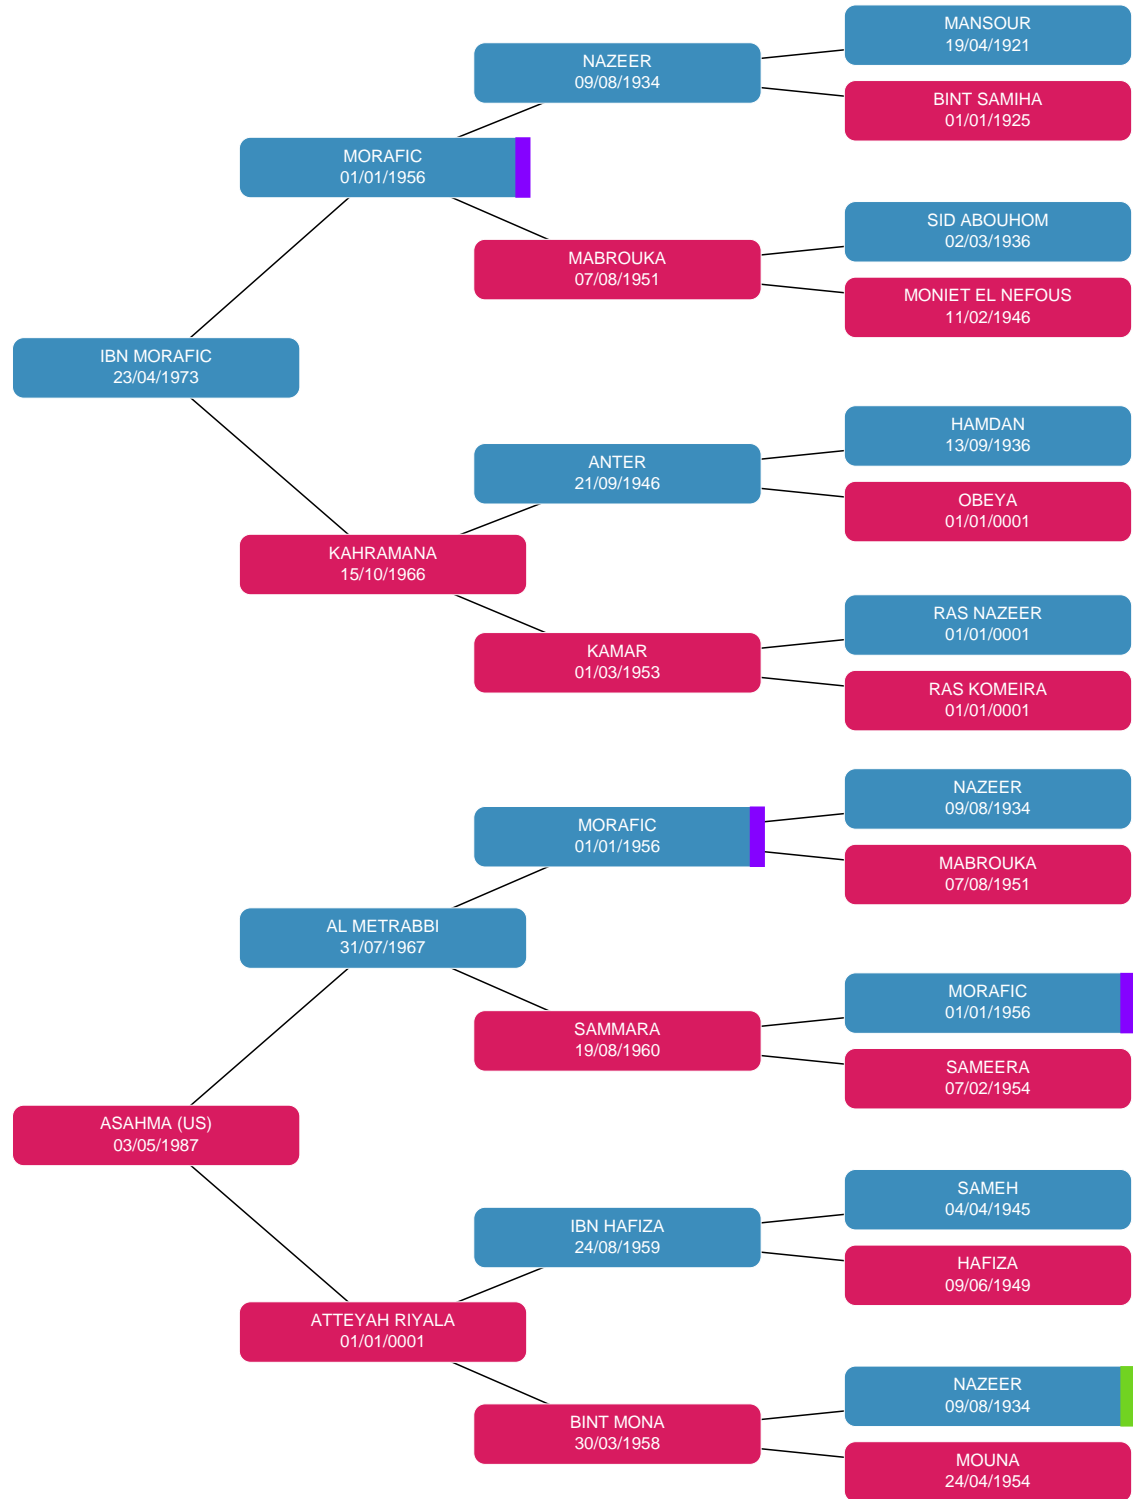 MANSOUR
19/04/1921
NAZEER
09/08/1934
BINT SAMIHA
01/01/1925
MORAFIC
01/01/1956
SID ABOUHOM
02/03/1936
MABROUKA
07/08/1951
MONIET EL NEFOUS
11/02/1946
IBN MORAFIC
23/04/1973
HAMDAN
13/09/1936
ANTER
21/09/1946
OBEYA
01/01/0001
KAHRAMANA
15/10/1966
RAS NAZEER
01/01/0001
KAMAR
01/03/1953
RAS KOMEIRA
01/01/0001
NAZEER
09/08/1934
MORAFIC
01/01/1956
MABROUKA
07/08/1951
AL METRABBI
31/07/1967
MORAFIC
01/01/1956
SAMMARA
19/08/1960
SAMEERA
07/02/1954
ASAHMA (US)
03/05/1987
SAMEH
04/04/1945
IBN HAFIZA
24/08/1959
HAFIZA
09/06/1949
ATTEYAH RIYALA
01/01/0001
NAZEER
09/08/1934
BINT MONA
30/03/1958
MOUNA
24/04/1954